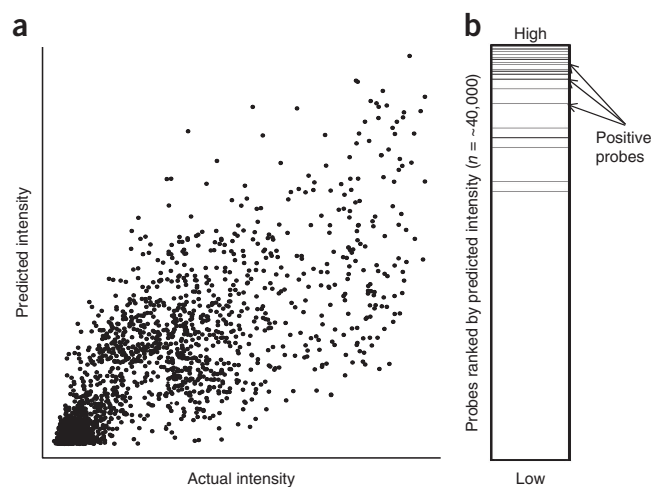 a
Predicted intensity
Actual intensity
b
High
Probes ranked by predicted intensity (n = ~40,000)
Positive
probes
Low